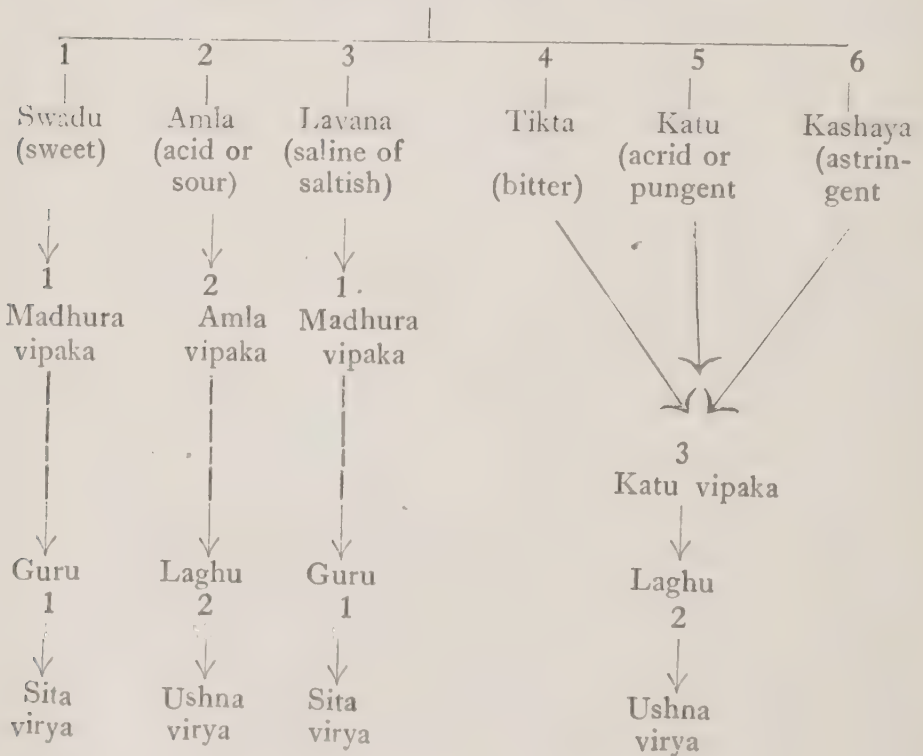 1 2 3 4 5 6
Swadu Amla Lavana Tikta Katu Kashaya
(sweet) (acid or (saline of (acrid or (astrin-
sour) saltish) (bitter) pungent gent
1 2 1.
Madhura Amla Madhura
vipaka vipaka vipaka
3
Katu vipaka
Guru Laghu Guru Laghu
1 2 1 2
Sita Ushna Sita Ushna
virya virya virya virya